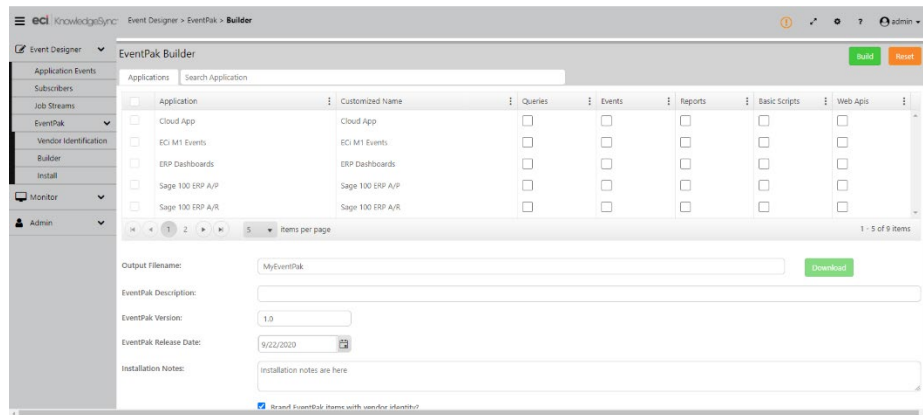 eci KnowledgeSync Event Designer > EventPak > Builder ? admin
Event Designer
Application Events
Subscribers
Job Streams
EventPak
Vendor Identification
Builder
Install
Monitor
Admin
EventPak Builder
Build Reset
Applications Search Application
Application Customized Name Queries Events Reports Basic Scripts Web Apis
Cloud App Cloud App
ECi M1 Events ECi M1 Events
ERP Dashboards ERP Dashboards
Sage 100 ERP A/P Sage 100 ERP A/P
Sage 100 ERP A/R Sage 100 ERP A/R
1 2 5 items per page 1 - 5 of 9 items
Output Filename: MyEventPak Download
EventPak Description:
EventPak Version: 1.0
EventPak Release Date: 9/22/2020
Installation Notes: Installation notes are here
Brand EventPak items with vendor identity?